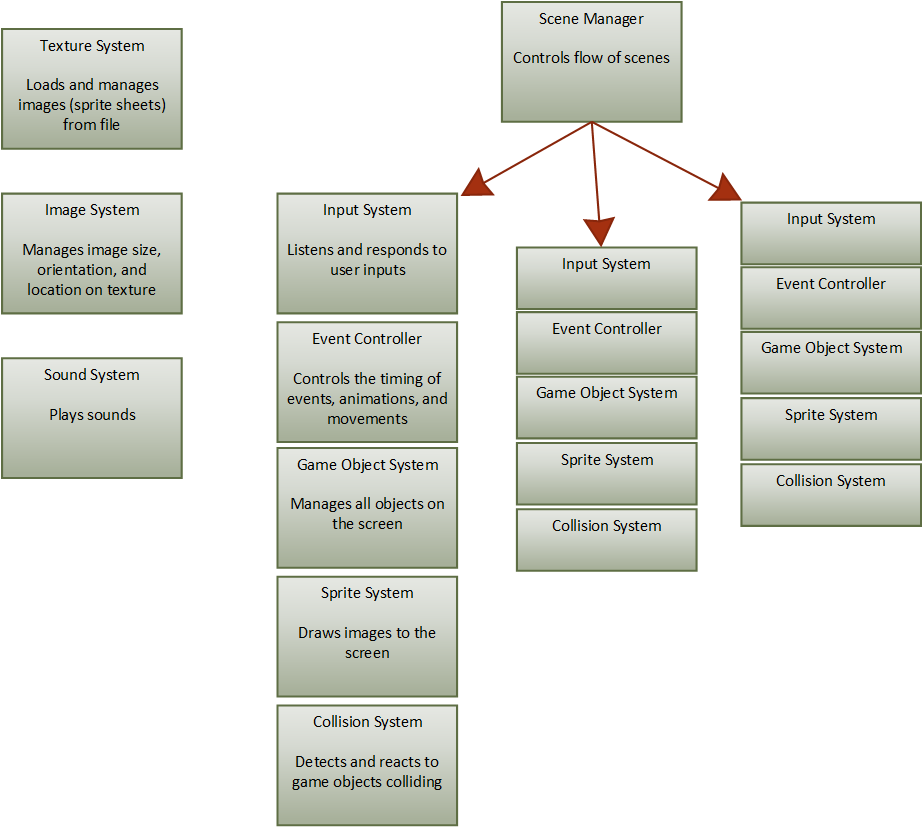 Scene Manager
Controls flow of scenes
Texture System
Loads and manages
images (sprite sheets)
from file
Image System
Manages image size,
orientation, and
location on texture
Sound System
Plays sounds
Input System
Listens and responds to
user inputs
Event Controller
Controls the timing of
events, animations, and
movements
Game Object System
Manages all objects on
the screen
Sprite System
Draws images to the
screen
Collision System
Detects and reacts to
game objects colliding
Input System
Event Controller
Game Object System
Sprite System
Collision System
Input System
Event Controller
Game Object System
Sprite System
Collision System